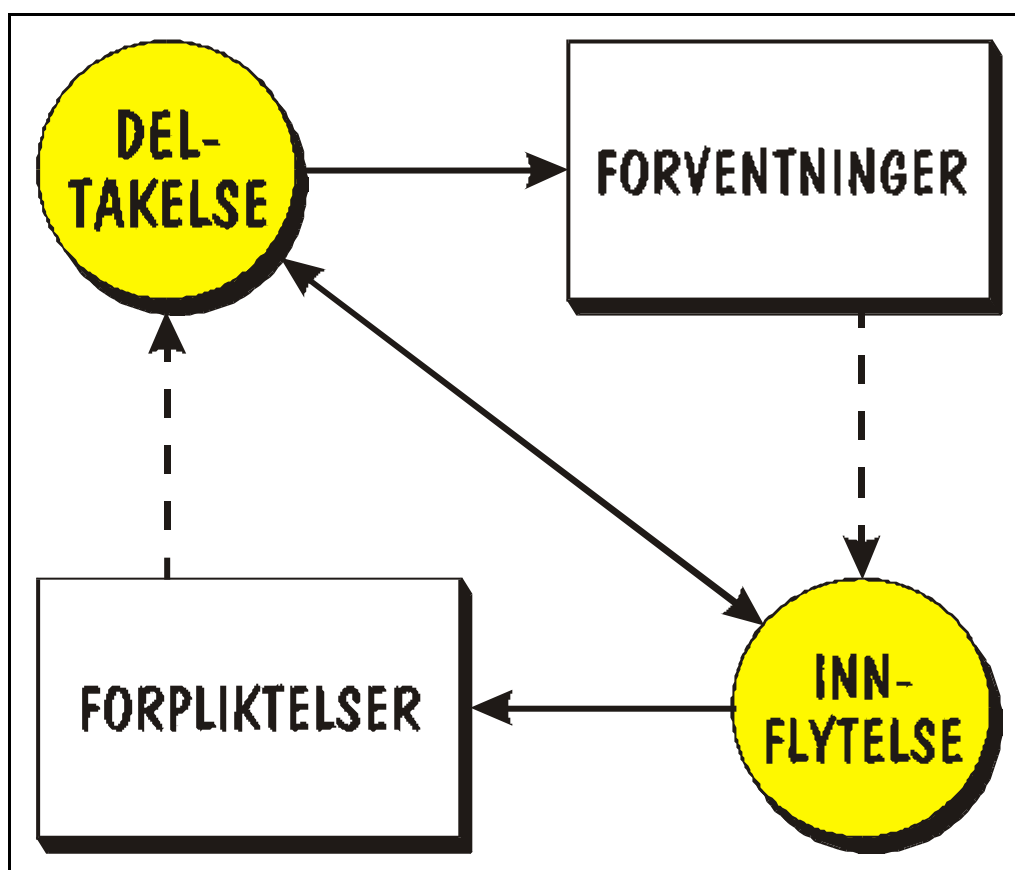 DEL-
TAKELSE
FORVENTNINGER
FORPLIKTELSER
INN-
FLYTELSE